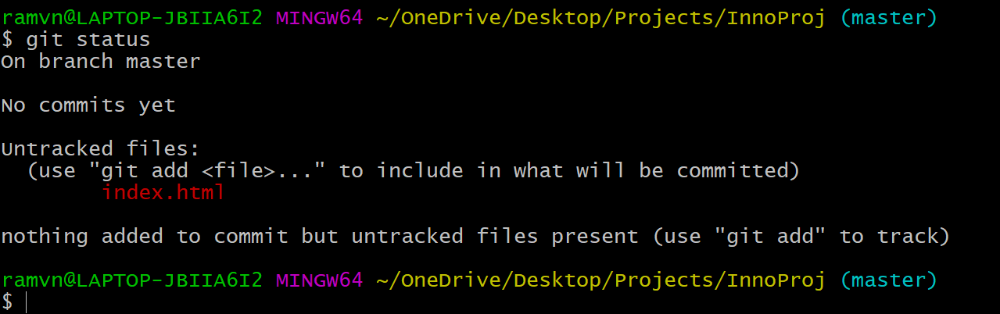 ramvn@LAPTOP-JBIIA6I2 MINGW64 ~/OneDrive/Desktop/Projects/InnoProj (master)
$ git status
On branch master
No commits yet
Untracked files:
  (use "git add <file>..." to include in what will be committed)
        index.html
nothing added to commit but untracked files present (use "git add" to track)
ramvn@LAPTOP-JBIIA6I2 MINGW64 ~/OneDrive/Desktop/Projects/InnoProj (master)
$